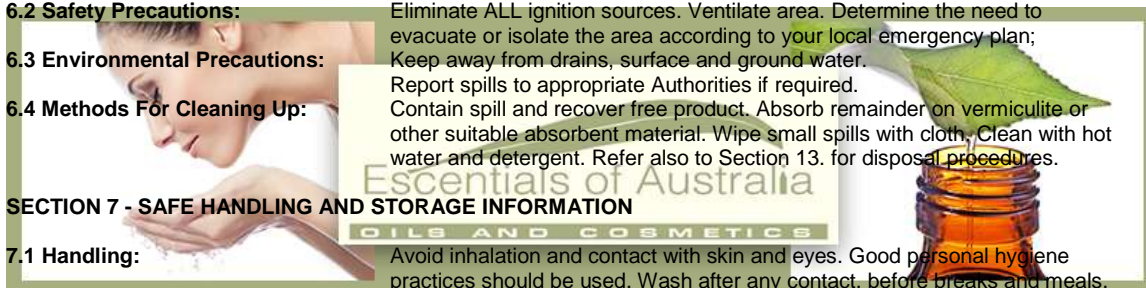 6.2 Safety Precautions: Eliminate ALL ignition sources. Ventilate area. Determine the need to
evacuate or isolate the area according to your local emergency plan;
6.3 Environmental Precautions: Keep away from drains, surface and ground water.
Report spills to appropriate Authorities if required.
6.4 Methods For Cleaning Up: Contain spill and recover free product. Absorb remainder on vermiculite or
other suitable absorbent material. Wipe small spills with cloth. Clean with hot
water and detergent. Refer also to Section 13. for disposal procedures.
Escentials of Australia
SECTION 7 - SAFE HANDLING AND STORAGE INFORMATION
OILS AND COSMETICS
7.1 Handling: Avoid inhalation and contact with skin and eyes. Good personal hygiene
practices should be used. Wash after any contact, before breaks and meals.